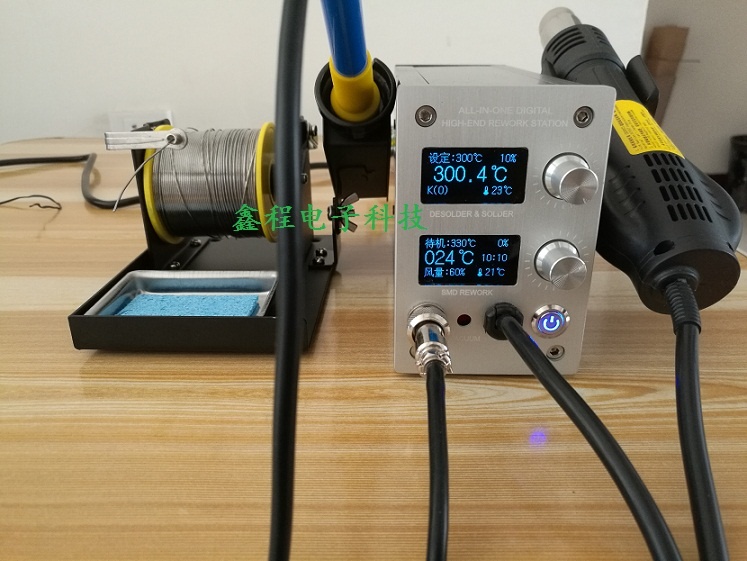 ALL-IN-ONE DIGITAL
HIGH-END REWORK STATION
设定:300℃ 10%
300.4℃
K(0) 23℃
DESOLDER & SOLDER
鑫程电子科技
待机:330℃ 0%
024℃ 10:10
风量:60% 21℃
SMD REWORK